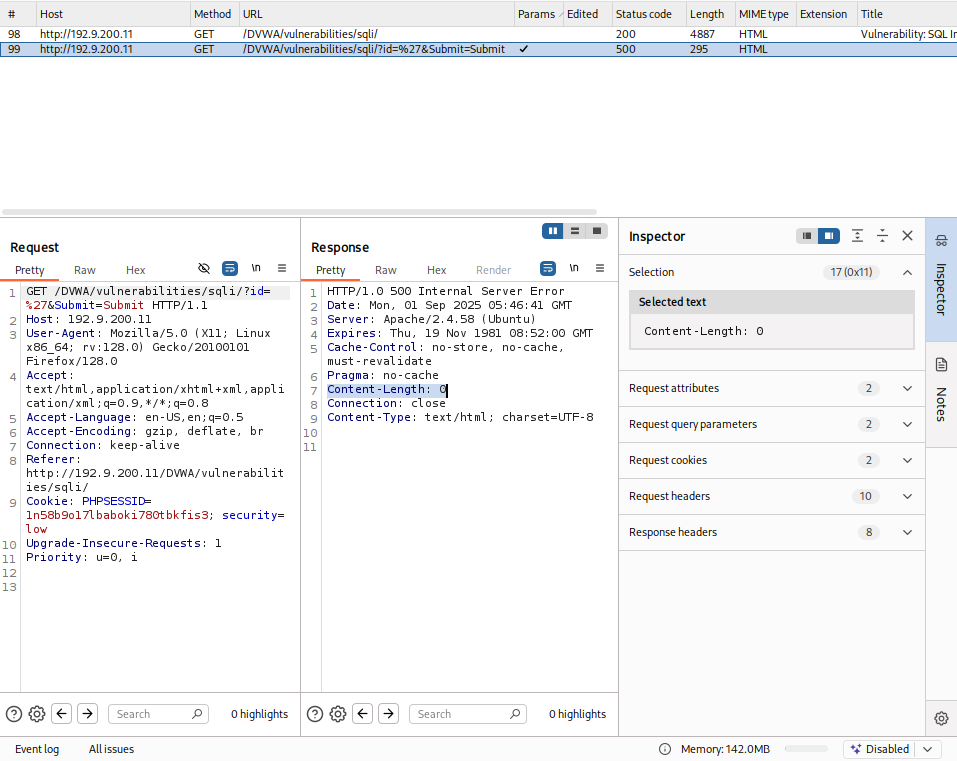 # Host Method URL Params Edited Status code Length MIME type Extension Title
98 http://192.9.200.11 GET /DVWA/vulnerabilities/sqli/ 200 4887 HTML Vulnerability: SQL In
99 http://192.9.200.11 GET /DVWA/vulnerabilities/sqli/?id=%27&Submit=Submit ✓ 500 295 HTML
Request
Pretty Raw Hex \n
1 GET /DVWA/vulnerabilities/sqli/?id=
%27&Submit=Submit HTTP/1.1
2 Host: 192.9.200.11
3 User-Agent: Mozilla/5.0 (X11; Linux
x86_64; rv:128.0) Gecko/20100101
Firefox/128.0
4 Accept:
text/html,application/xhtml+xml,appli
cation/xml;q=0.9,*/*;q=0.8
5 Accept-Language: en-US,en;q=0.5
6 Accept-Encoding: gzip, deflate, br
7 Connection: keep-alive
8 Referer:
http://192.9.200.11/DVWA/vulnerabilit
ies/sqli/
9 Cookie: PHPSESSID=
1n58b9o17lbaboki780tbkfis3; security=
low
10 Upgrade-Insecure-Requests: 1
11 Priority: u=0, i
12
13
Search 0 highlights
Response
Pretty Raw Hex Render \n
1 HTTP/1.0 500 Internal Server Error
2 Date: Mon, 01 Sep 2025 05:46:41 GMT
3 Server: Apache/2.4.58 (Ubuntu)
4 Expires: Thu, 19 Nov 1981 08:52:00 GMT
5 Cache-Control: no-store, no-cache,
must-revalidate
6 Pragma: no-cache
7 Content-Length: 0
8 Connection: close
9 Content-Type: text/html; charset=UTF-8
10
11
Search 0 highlights
Inspector
Selection 17 (0x11)
Selected text
Content-Length: 0
Request attributes 2
Request query parameters 2
Request cookies 2
Request headers 10
Response headers 8
Inspector
Notes
Event log All issues Memory: 142.0MB Disabled